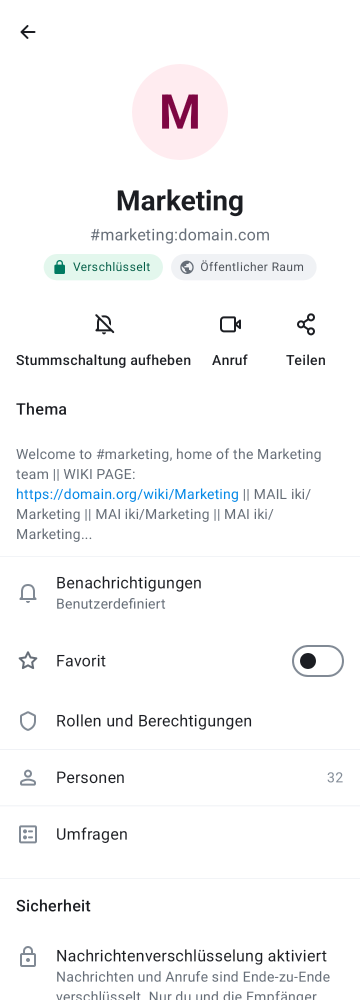 M
Marketing
#marketing:domain.com
Verschlüsselt Öffentlicher Raum
Stummschaltung aufheben Anruf Teilen
Thema
Welcome to #marketing, home of the Marketing
team || WIKI PAGE:
https://domain.org/wiki/Marketing || MAIL iki/
Marketing || MAI iki/Marketing || MAI iki/
Marketing...
Benachrichtigungen
Benutzerdefiniert
Favorit
Rollen und Berechtigungen
Personen 32
Umfragen
Sicherheit
Nachrichtenverschlüsselung aktiviert
Nachrichten und Anrufe sind Ende-zu-Ende
verschlüsselt. Nur du und die Empfänger